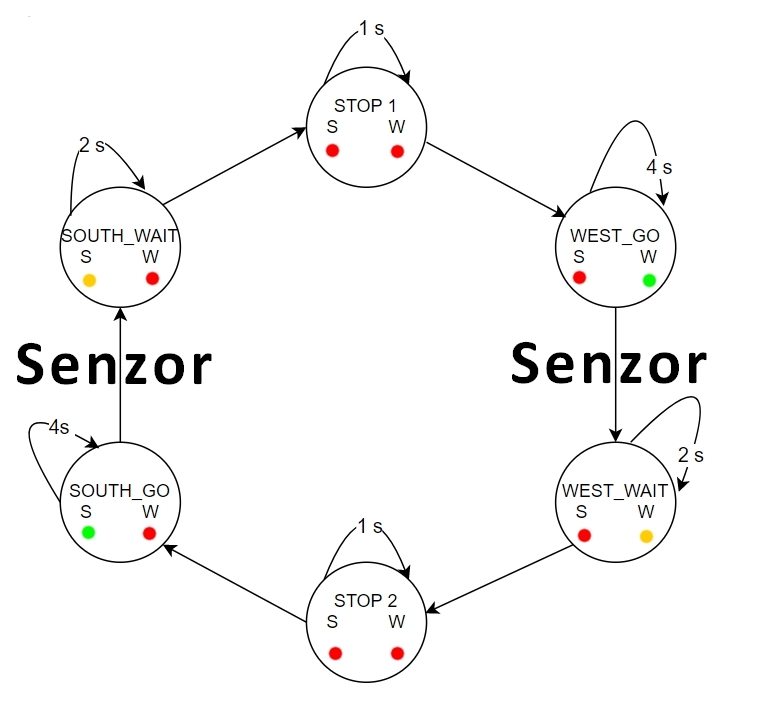 1 s
STOP 1
S W
2 s
SOUTH_WAIT
S W
4 s
WEST_GO
S W
Senzor
Senzor
4s
SOUTH_GO
S W
2 s
WEST_WAIT
S W
1 s
STOP 2
S W